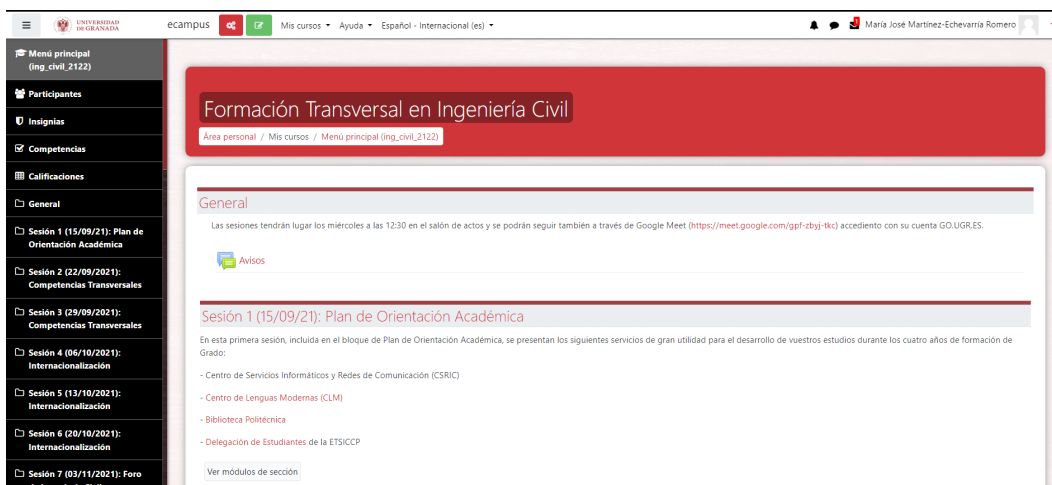 UNIVERSIDAD
DE GRANADA
ecampus
Mis cursos
Ayuda
Español - Internacional (es)
María José Martínez-Echevarría Romero
Menú principal
(ing_civil_2122)
Participantes
Insignias
Competencias
Calificaciones
General
Sesión 1 (15/09/21): Plan de
Orientación Académica
Sesión 2 (22/09/2021):
Competencias Transversales
Sesión 3 (29/09/2021):
Competencias Transversales
Sesión 4 (06/10/2021):
Internacionalización
Sesión 5 (13/10/2021):
Internacionalización
Sesión 6 (20/10/2021):
Internacionalización
Sesión 7 (03/11/2021): Foro
Formación Transversal en Ingeniería Civil
Área personal / Mis cursos / Menú principal (ing_civil_2122)
General
Las sesiones tendrán lugar los miércoles a las 12:30 en el salón de actos y se podrán seguir también a través de Google Meet (https://meet.google.com/gpf-zbyj-tkc) accediento con su cuenta GO.UGR.ES.
Avisos
Sesión 1 (15/09/21): Plan de Orientación Académica
En esta primera sesión, incluida en el bloque de Plan de Orientación Académica, se presentan los siguientes servicios de gran utilidad para el desarrollo de vuestros estudios durante los cuatro años de formación de
Grado:
- Centro de Servicios Informáticos y Redes de Comunicación (CSRIC)
- Centro de Lenguas Modernas (CLM)
- Biblioteca Politécnica
- Delegación de Estudiantes de la ETSICCP
Ver módulos de sección